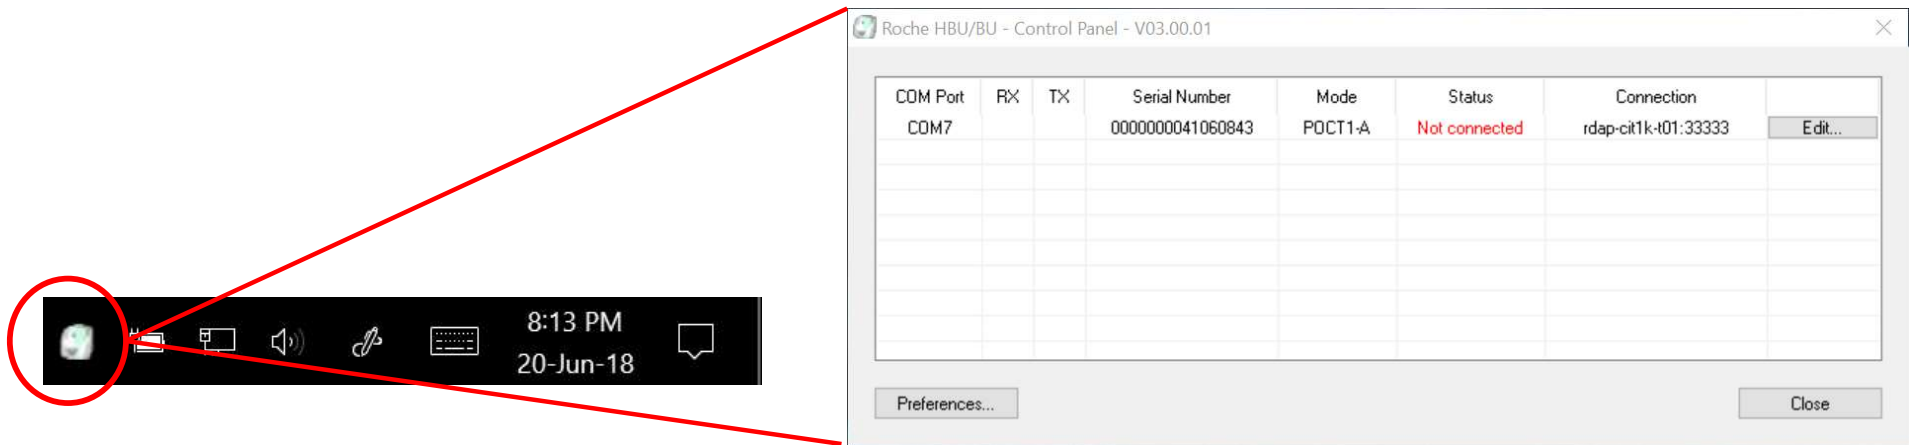 Roche HBU/BU - Control Panel - V03.00.01
COM Port RX TX Serial Number Mode Status Connection
COM7 0000000041060843 POCT1-A Not connected rdap-cit1k-t01:33333 Edit...
Preferences... Close
8:13 PM
20-Jun-18